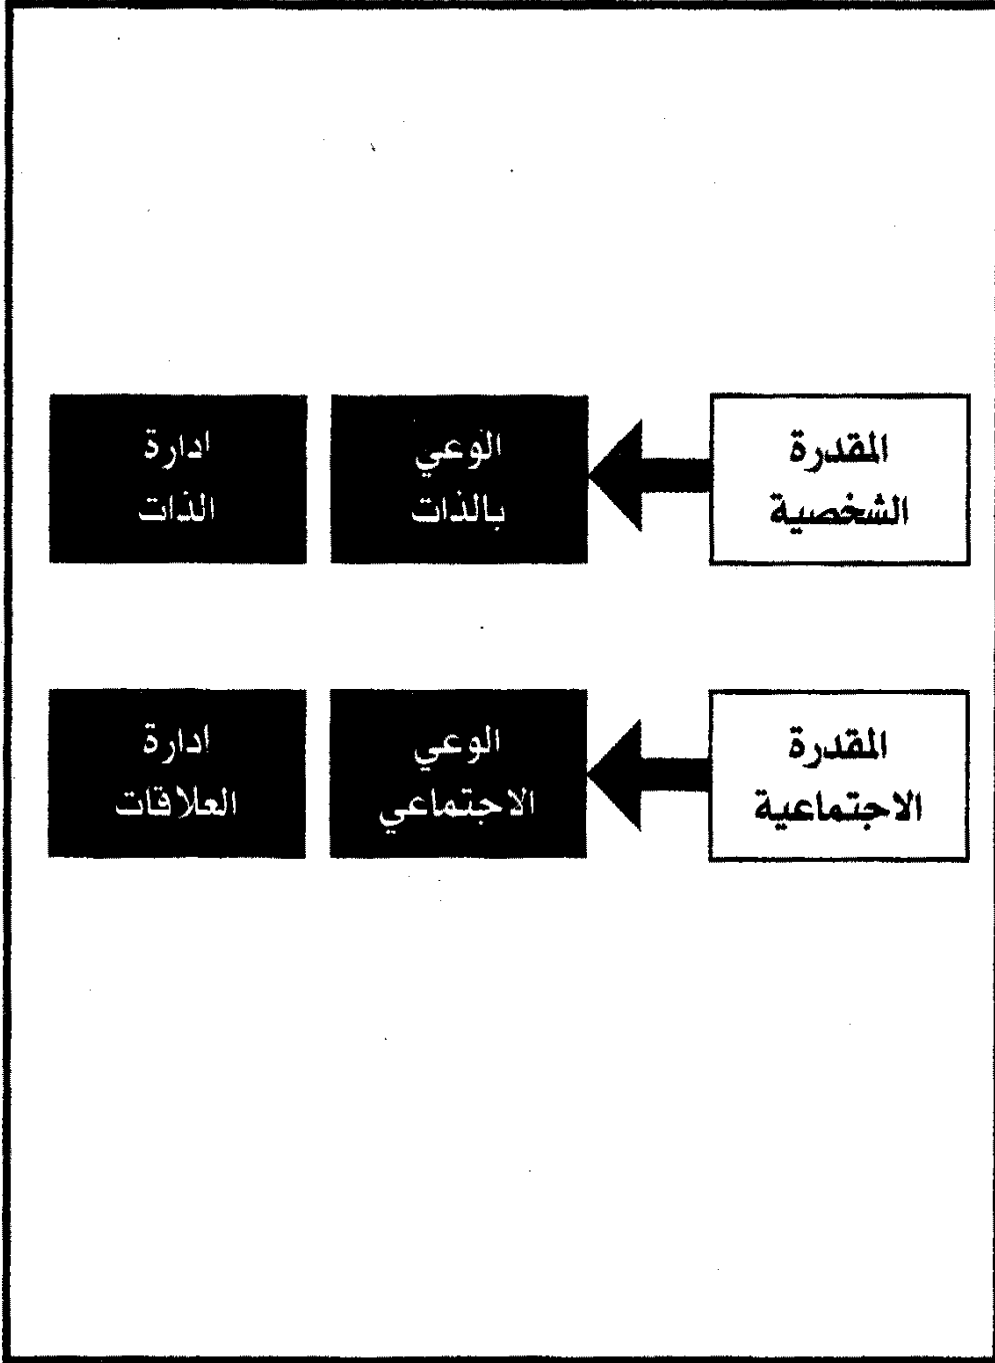 المقدرة
الشخصية
الوعي
بالذات
ادارة
الذات
المقدرة
الاجتماعية
الوعي
الاجتماعي
ادارة
العلاقات